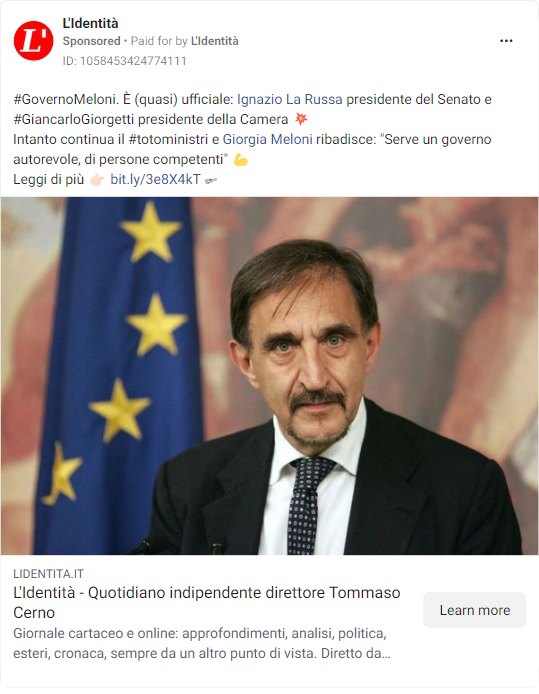 L'
L'Identità
Sponsored • Paid for by L'Identità
ID: 1058453424774111
#GovernoMeloni. È (quasi) ufficiale: Ignazio La Russa presidente del Senato e
#GiancarloGiorgetti presidente della Camera 💥
Intanto continua il #totoministri e Giorgia Meloni ribadisce: "Serve un governo
autorevole, di persone competenti" 💪
Leggi di più 👉🏻 bit.ly/3e8X4kT 🗞
LIDENTITA.IT
L'Identità - Quotidiano indipendente direttore Tommaso
Cerno
Learn more
Giornale cartaceo e online: approfondimenti, analisi, politica,
esteri, cronaca, sempre da un altro punto di vista. Diretto da...